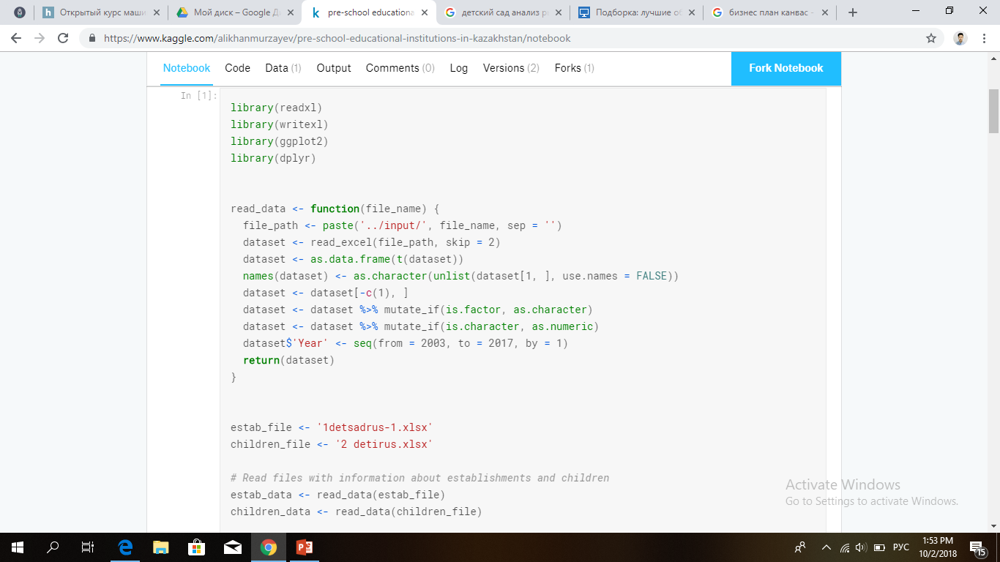 Открытый курс маши
Мой диск – Google Д
pre-school educationa
детский сад анализ р
Подборка: лучшие о
бизнес план канвас -
https://www.kaggle.com/alikhanmurzayev/pre-school-educational-institutions-in-kazakhstan/notebook
Notebook Code Data (1) Output Comments (0) Log Versions (2) Forks (1) Fork Notebook
In [1]:
library(readxl)
library(writexl)
library(ggplot2)
library(dplyr)
read_data <- function(file_name) {
file_path <- paste('../input/', file_name, sep = '')
dataset <- read_excel(file_path, skip = 2)
dataset <- as.data.frame(t(dataset))
names(dataset) <- as.character(unlist(dataset[1, ], use.names = FALSE))
dataset <- dataset[-c(1), ]
dataset <- dataset %>% mutate_if(is.factor, as.character)
dataset <- dataset %>% mutate_if(is.character, as.numeric)
dataset$'Year' <- seq(from = 2003, to = 2017, by = 1)
return(dataset)
}
estab_file <- '1detsadrus-1.xlsx'
children_file <- '2 detirus.xlsx'
# Read files with information about establishments and children
estab_data <- read_data(estab_file)
children_data <- read_data(children_file)
Activate Windows
Go to Settings to activate Windows.
РУС
1:53 PM
10/2/2018
15